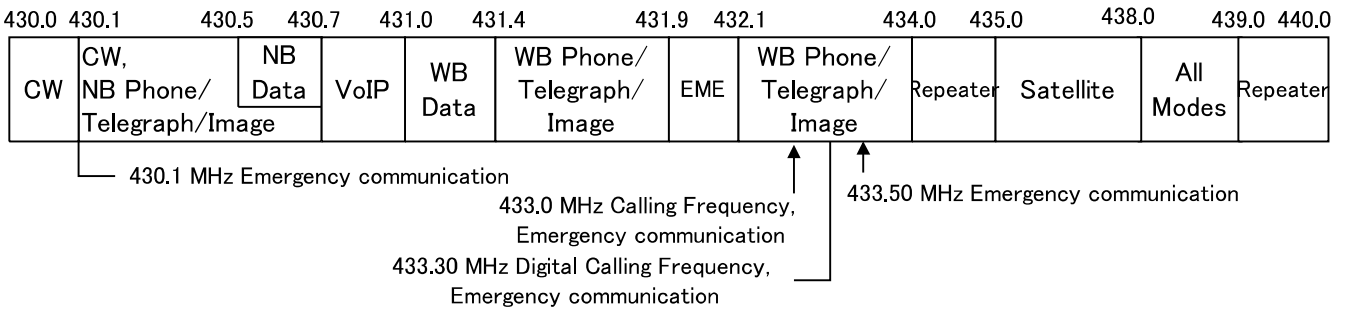 430.0 430.1 430.5 430.7 431.0 431.4 431.9 432.1 434.0 435.0 438.0 439.0 440.0
CW
CW,
NB Phone/
Telegraph/Image
NB
Data
VoIP
WB
Data
WB Phone/
Telegraph/
Image
EME
WB Phone/
Telegraph/
Image
Repeater
Satellite
All
Modes
Repeater
430.1 MHz Emergency communication
433.0 MHz Calling Frequency,
Emergency communication
433.50 MHz Emergency communication
433.30 MHz Digital Calling Frequency,
Emergency communication